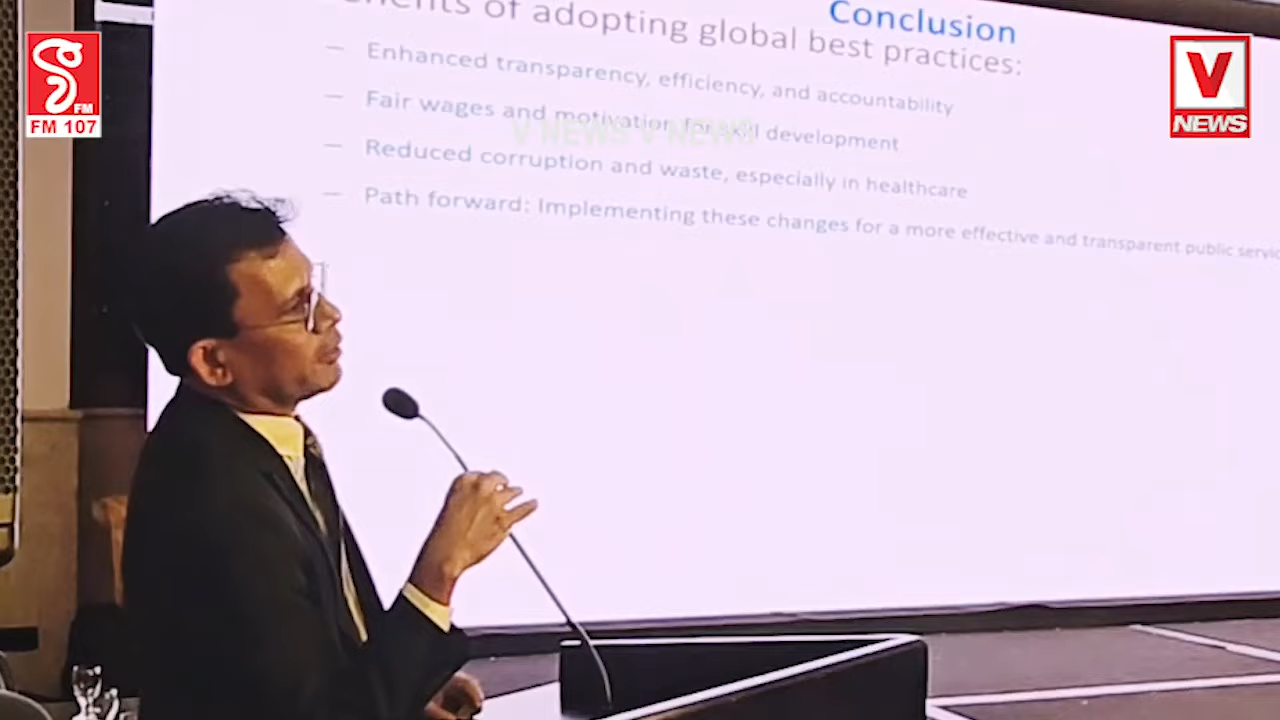 Conclusion
of adopting global best practices:
— Enhanced transparency, efficiency, and accountability
— Fair wages and motivation for skill development
— Reduced corruption and waste, especially in healthcare
— Path forward: Implementing these changes for a more effective and transparent public
V NEWS V NEWS
FM
FM 107
V
NEWS